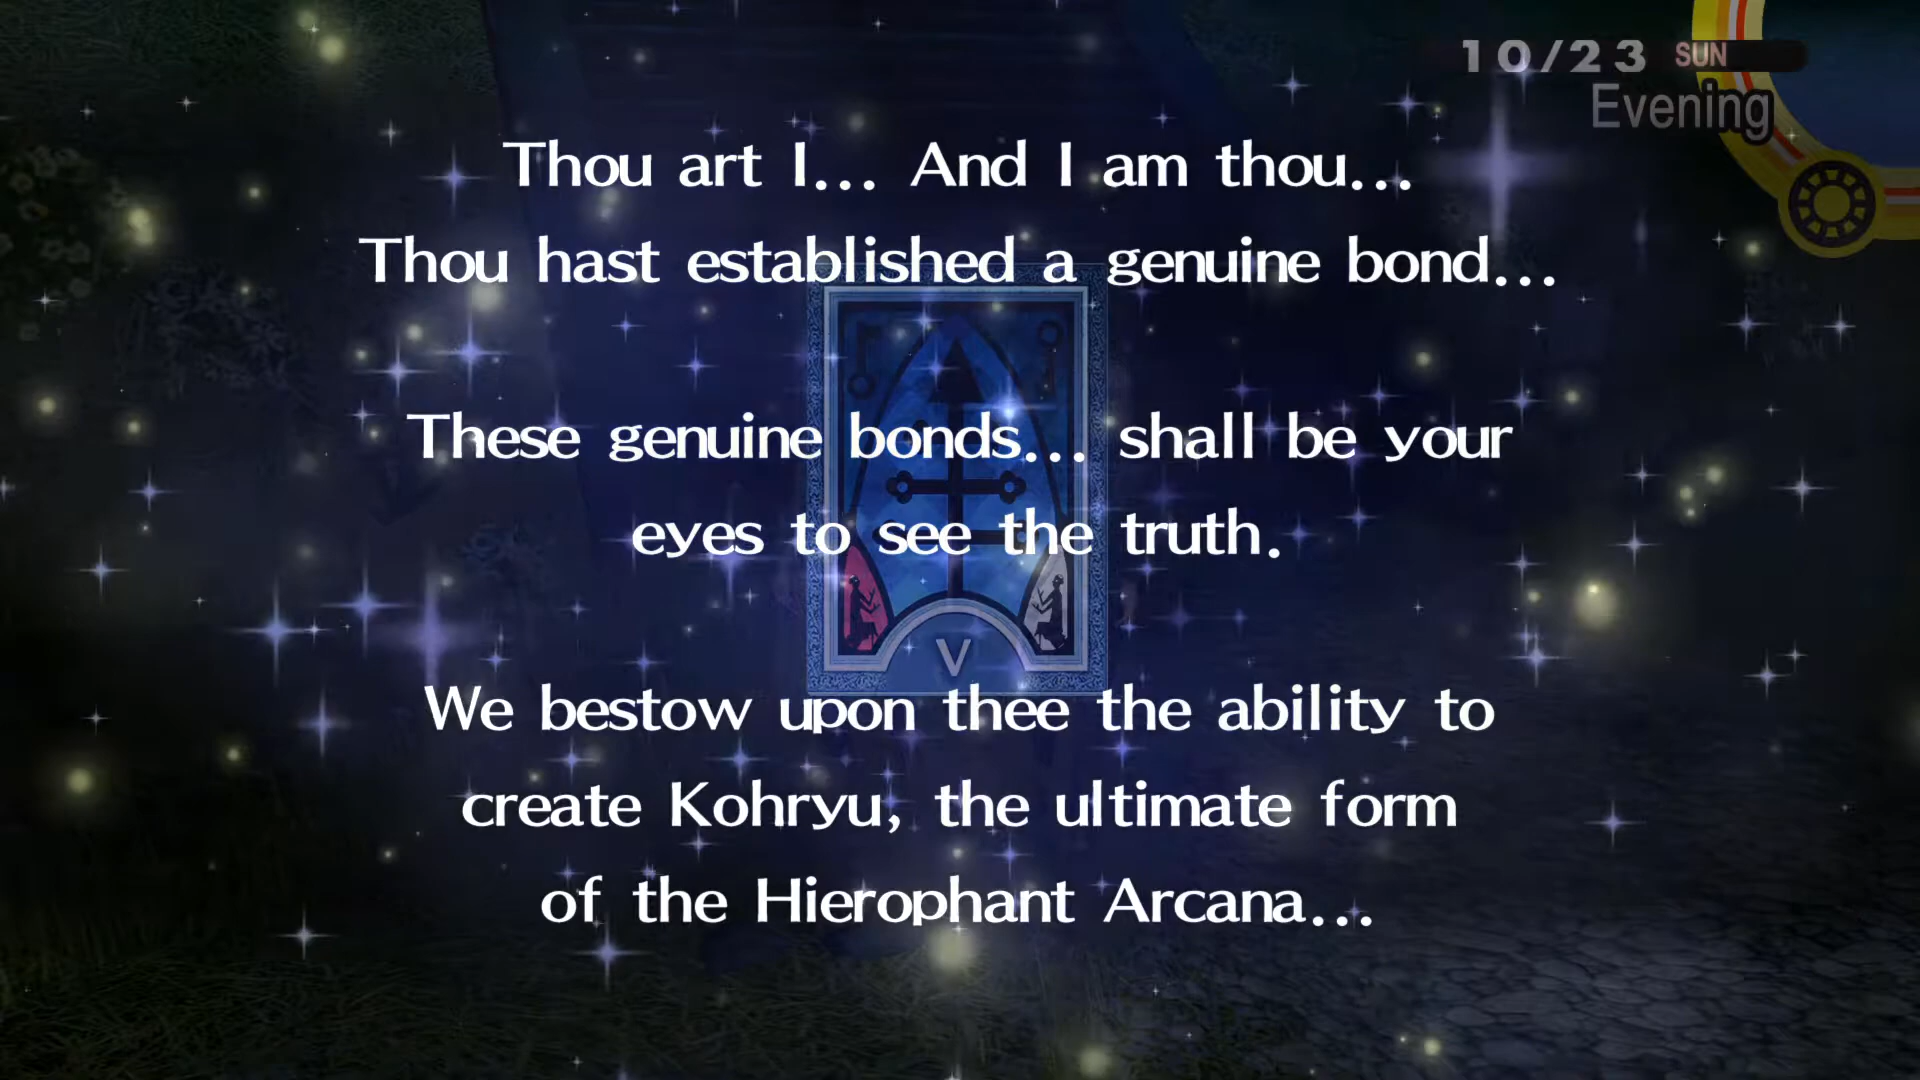 10/23 SUN
Evening
Thou art I... And I am thou...
Thou hast established a genuine bond...
These genuine bonds... shall be your
eyes to see the truth.
V
We bestow upon thee the ability to
create Kohryu, the ultimate form
of the Hierophant Arcana...